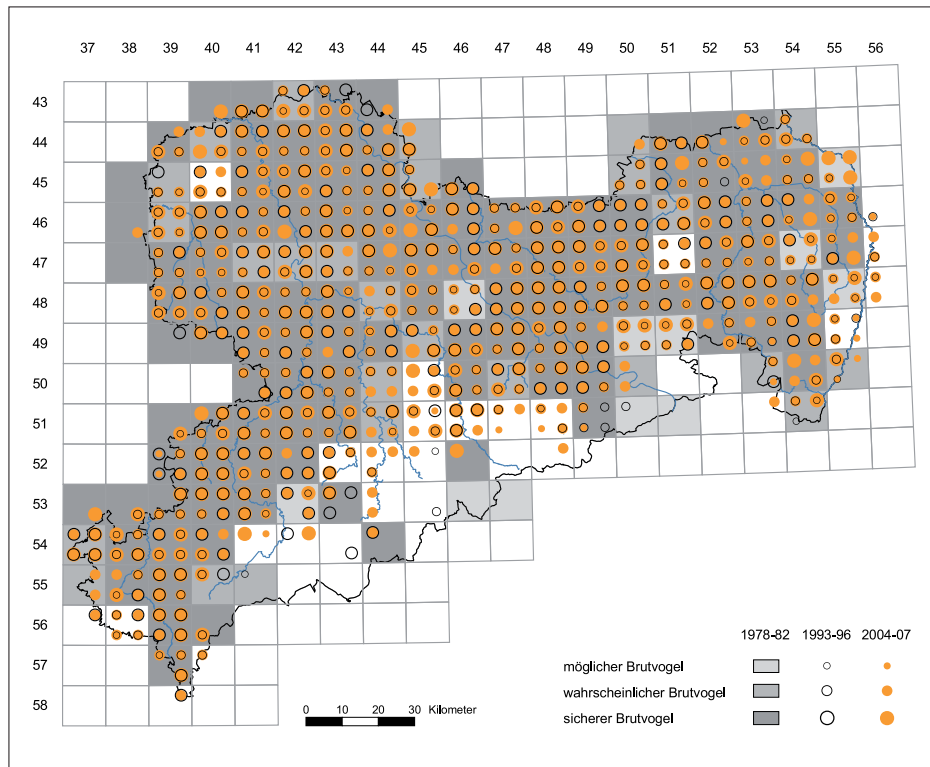 37 38 39 40 41 42 43 44 45 46 47 48 49 50 51 52 53 54 55 56
43
44
45
46
47
48
49
50
51
52
53
54
55
56
57
58
1978-82 1993-96 2004-07
möglicher Brutvogel
wahrscheinlicher Brutvogel
sicherer Brutvogel
0 10 20 30 Kilometer